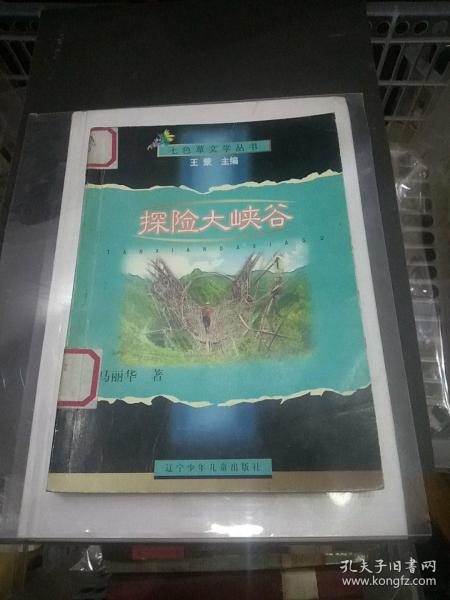 七色草文学丛书
王蒙 主编
探险大峡谷
TANXIANDAXIAGU
马丽华 著
辽宁少年儿童出版社
孔夫子旧书网
www.kongfz.com